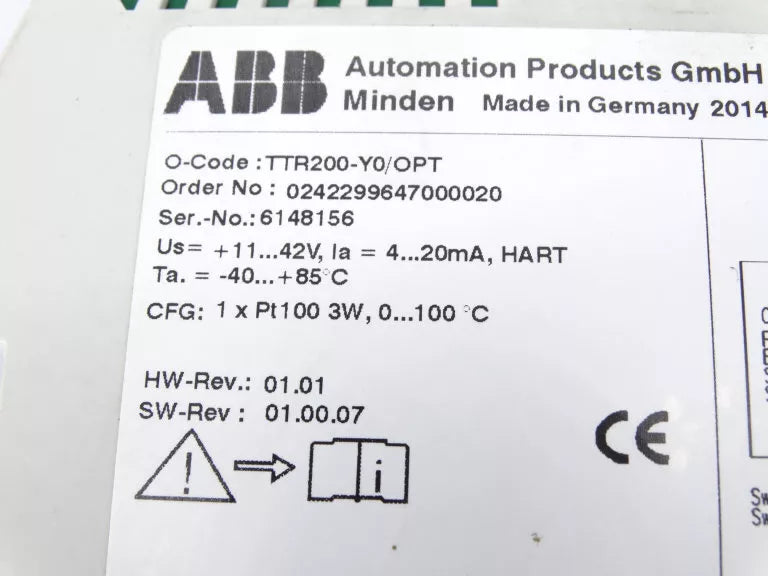 ABB Automation Products GmbH
Minden Made in Germany 2014
O-Code : TTR200-Y0/OPT
Order No : 0242299647000020
Ser.-No.: 6148156
Us= +11...42V, Ia = 4...20mA, HART
Ta. = -40...+85°C
CFG: 1 x Pt100 3W, 0...100 °C
HW-Rev.: 01.01
SW-Rev : 01.00.07
i
CE
Sw
Sw